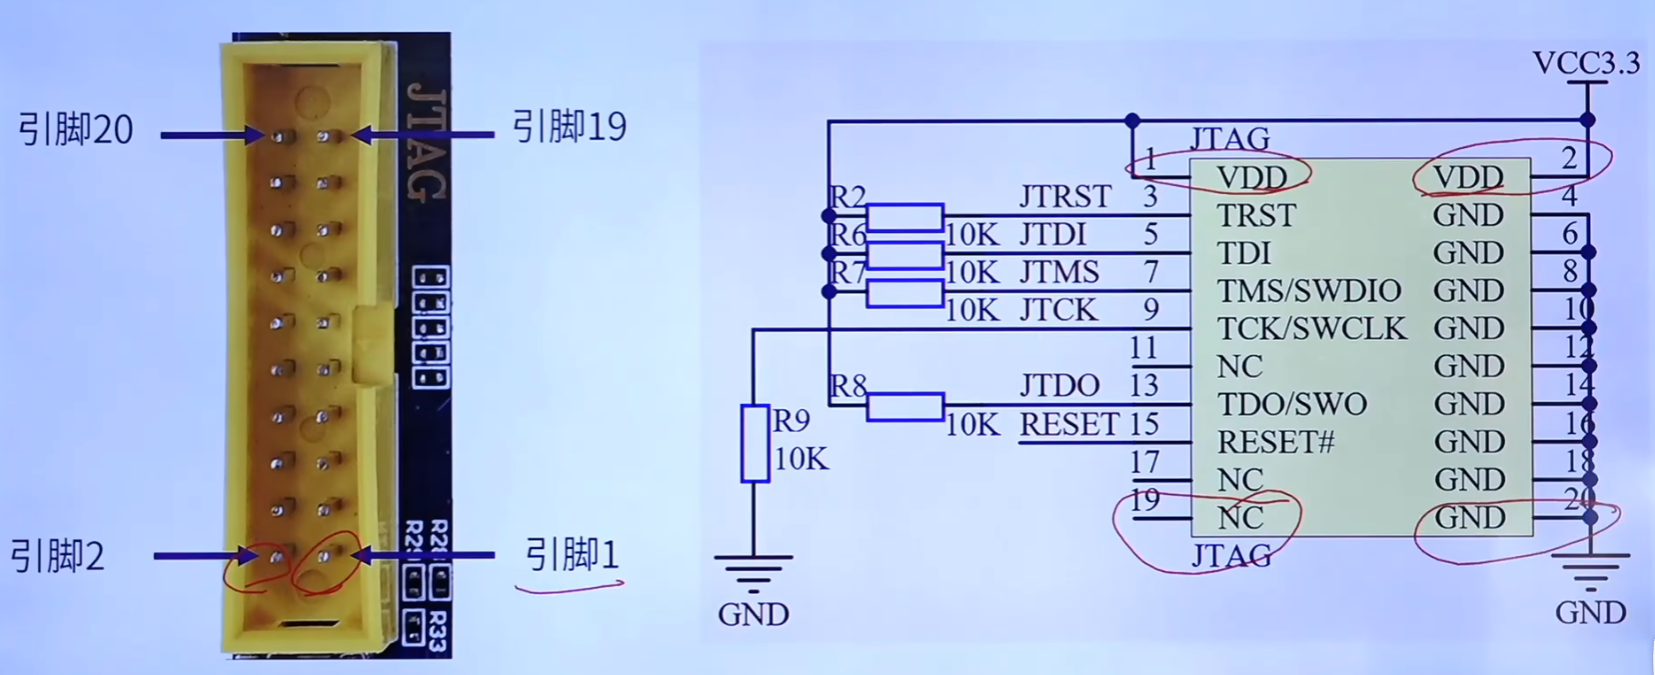 引脚20
引脚19
引脚2
引脚1
JTAG
R28
R29
R33
VCC3.3
JTAG
1 VDD VDD 2
R2 JTRST 3 TRST GND 4
R6 10K JTDI 5 TDI GND 6
R7 10K JTMS 7 TMS/SWDIO GND 8
10K JTCK 9 TCK/SWCLK GND 10
11 NC GND 12
R8 JTDO 13 TDO/SWO GND 14
R9 10K RESET 15 RESET# GND 16
10K 17 NC GND 18
19 NC GND 20
JTAG
GND
GND